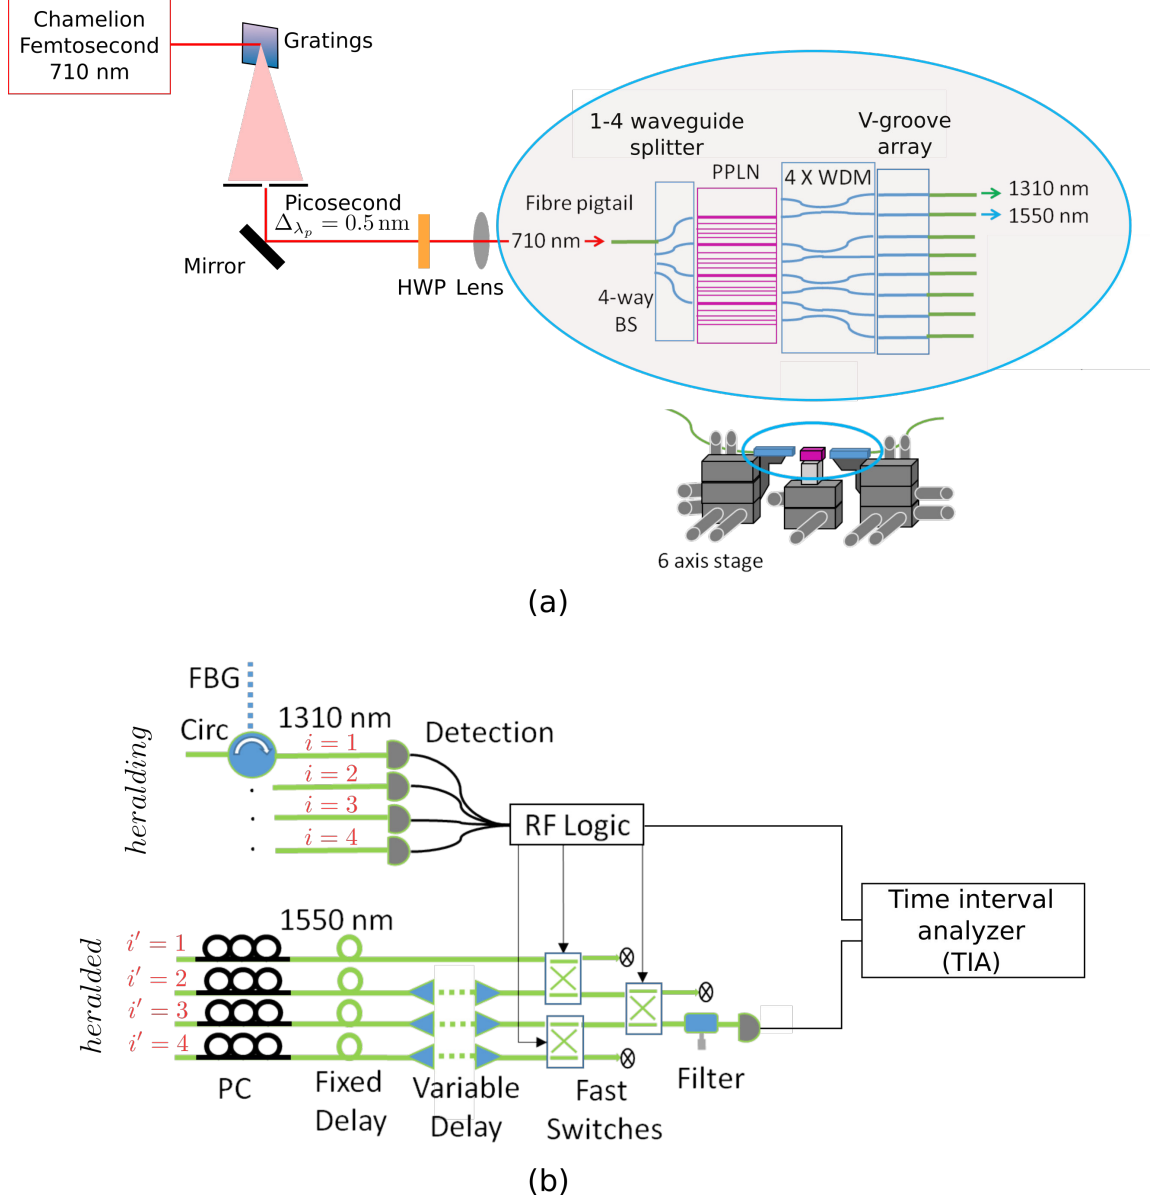 Chamelion
Femtosecond
710 nm
Gratings
Picosecond
Δ_{λ_p} = 0.5 nm
Mirror
HWP
Lens
1-4 waveguide
splitter
V-groove
array
PPLN
4 X WDM
Fibre pigtail
710 nm
4-way
BS
1310 nm
1550 nm
6 axis stage
(a)
FBG
Circ
1310 nm
Detection
heralding
i = 1
i = 2
i = 3
i = 4
RF Logic
Time interval
analyzer
(TIA)
1550 nm
heralded
i' = 1
i' = 2
i' = 3
i' = 4
PC
Fixed
Delay
Variable
Delay
Fast
Switches
Filter
(b)